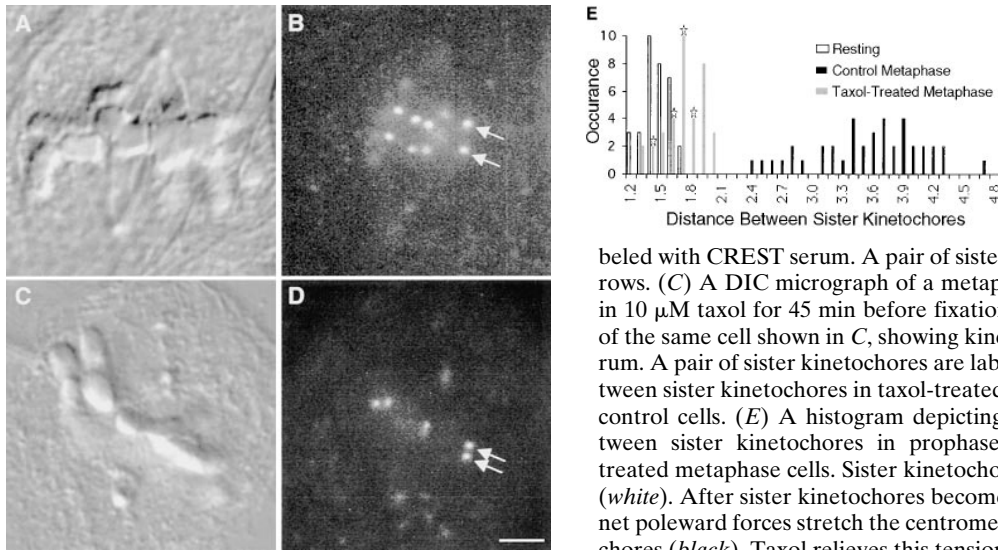 A
B
C
D
E
10
8
6
4
2
0
Occurance
Resting
Control Metaphase
Taxol-Treated Metaphase
1.2
1.5
1.8
2.1
2.4
2.7
3.0
3.3
3.6
3.9
4.2
4.5
4.8
Distance Between Sister Kinetochores
beled with CREST serum. A pair of sister
rows. (C) A DIC micrograph of a metap
in 10 μM taxol for 45 min before fixation
of the same cell shown in C, showing kine
rum. A pair of sister kinetochores are lab
tween sister kinetochores in taxol-treated
control cells. (E) A histogram depicting
tween sister kinetochores in prophase
treated metaphase cells. Sister kinetocho
(white). After sister kinetochores become
net poleward forces stretch the centrome
chores (black). Taxol relieves this tension